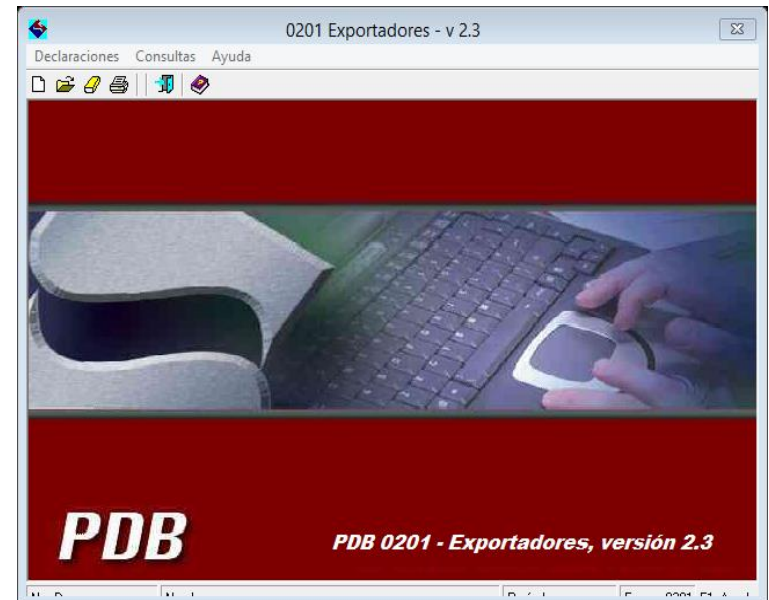 0201 Exportadores - v 2.3
Declaraciones Consultas Ayuda
PDB
PDB 0201 - Exportadores, versión 2.3